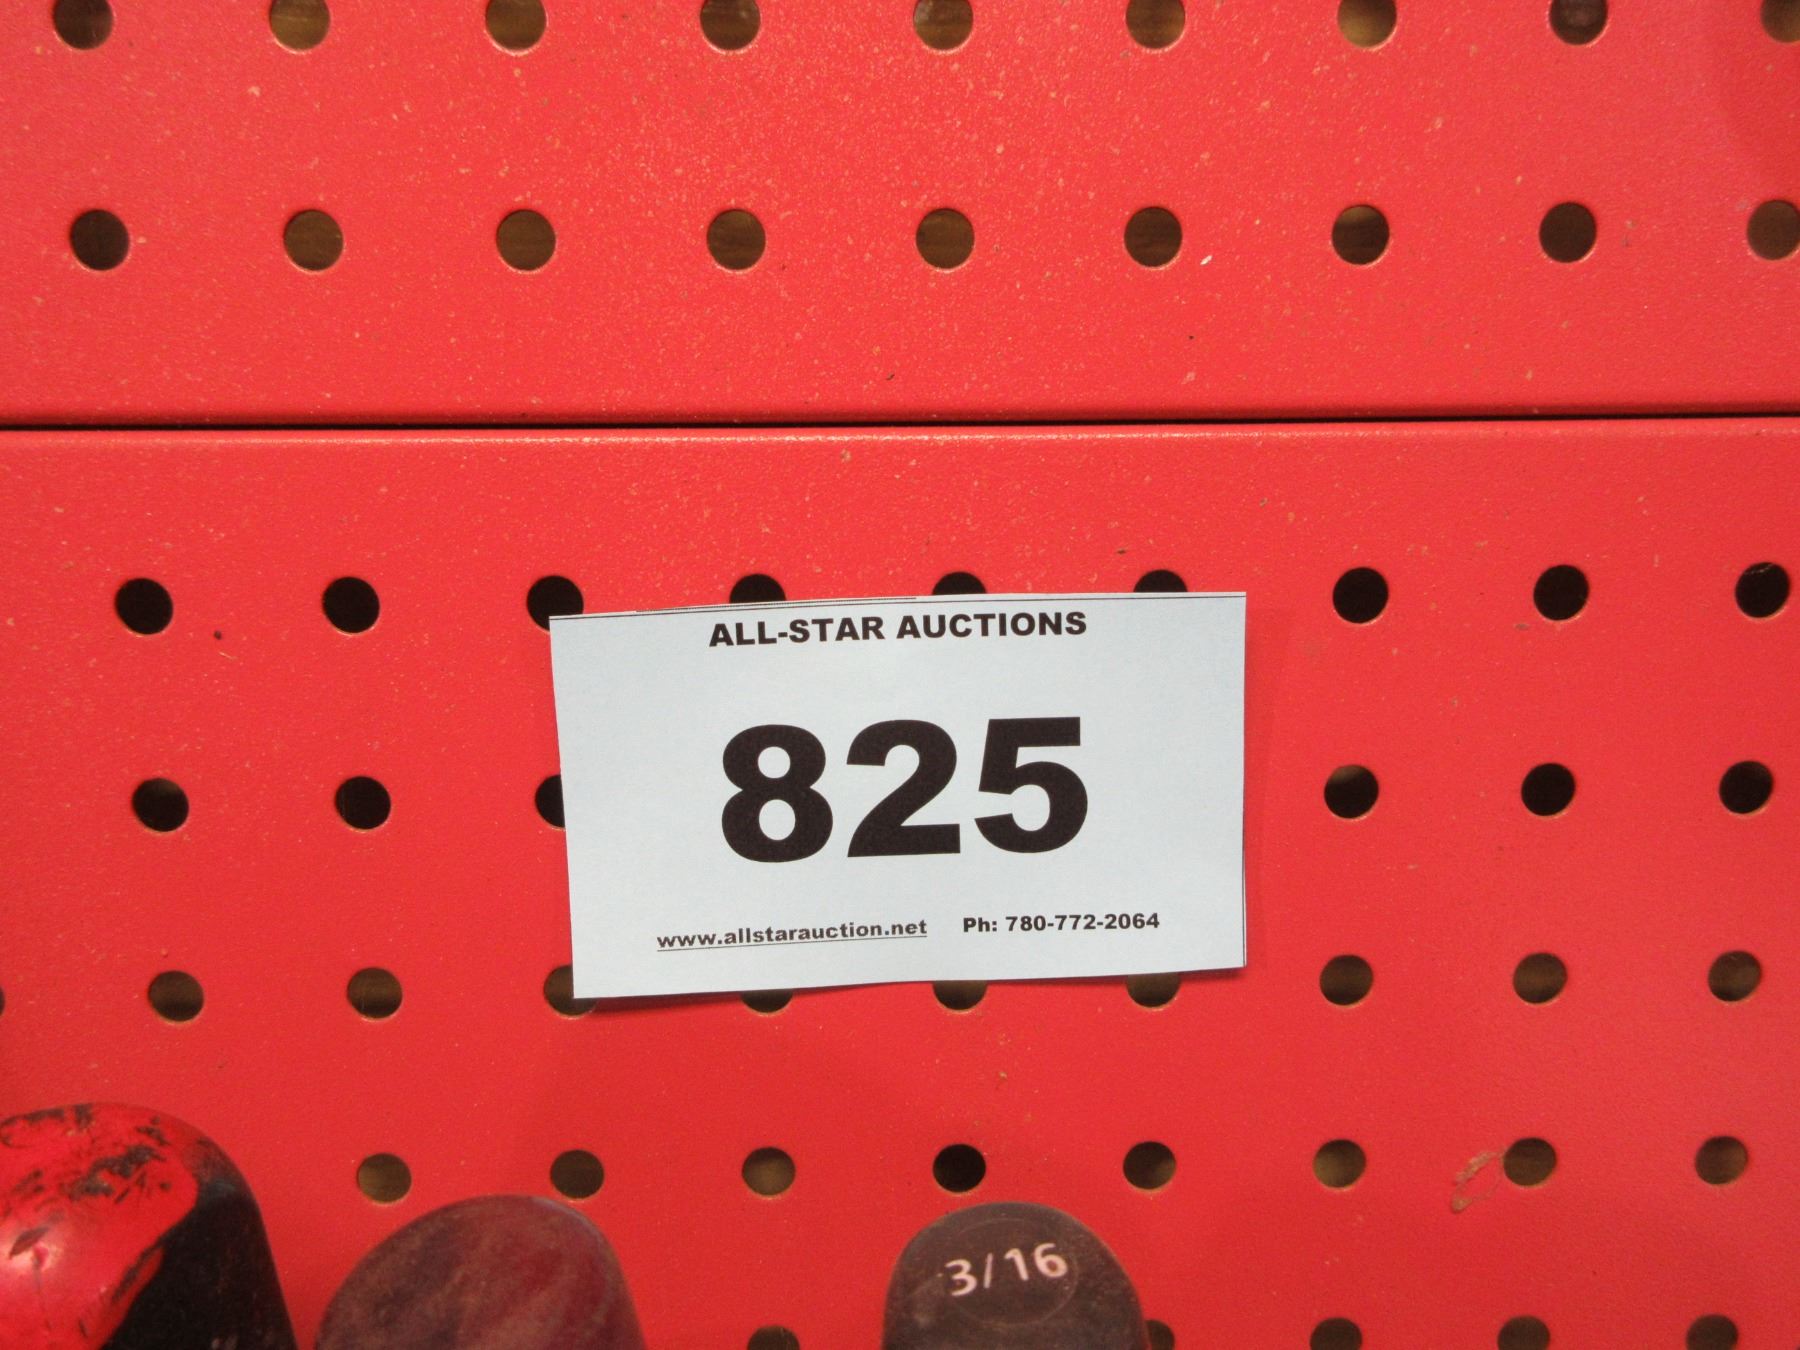 ALL-STAR AUCTIONS
825
www.allstarauction.net Ph: 780-772-2064
3/16